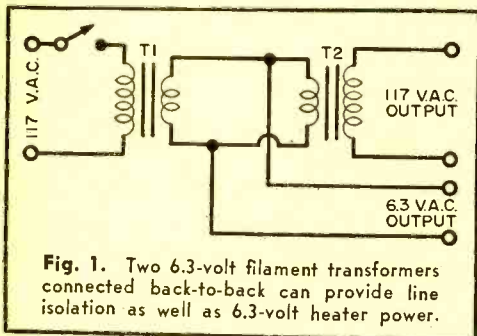 T1
T2
117 V.A.C.
117 V.A.C.
OUTPUT
6.3 V.A.C.
OUTPUT
Fig. 1. Two 6.3-volt filament transformers
connected back-to-back can provide line
isolation as well as 6.3-volt heater power.